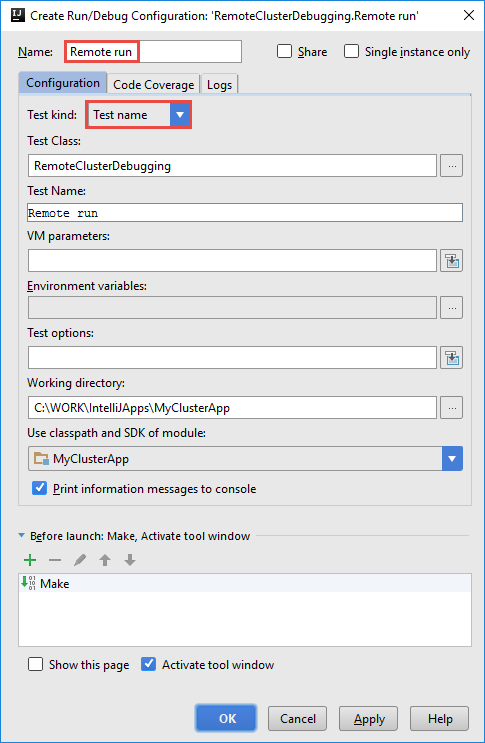 Create Run/Debug Configuration: 'RemoteClusterDebugging.Remote run'
Name: Remote run Share Single instance only
Configuration Code Coverage Logs
Test kind: Test name
Test Class:
RemoteClusterDebugging ...
Test Name:
Remote run
VM parameters:
Environment variables:
...
Test options:
Working directory:
C:\WORK\IntelliJApps\MyClusterApp ...
Use classpath and SDK of module:
MyClusterApp
Print information messages to console
Before launch: Make, Activate tool window
Make
Show this page Activate tool window
OK Cancel Apply Help